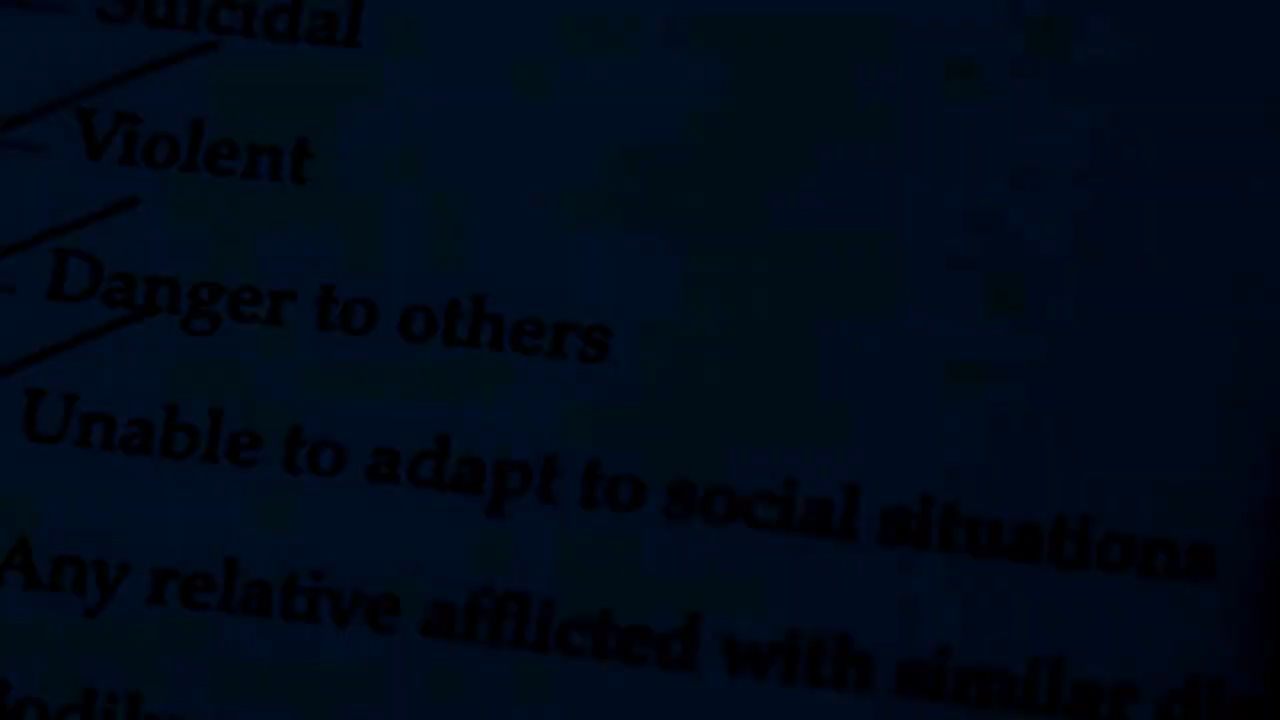 Suicidal
Violent
Danger to others
Unable to adapt to social situations
Any relative afflicted with similar